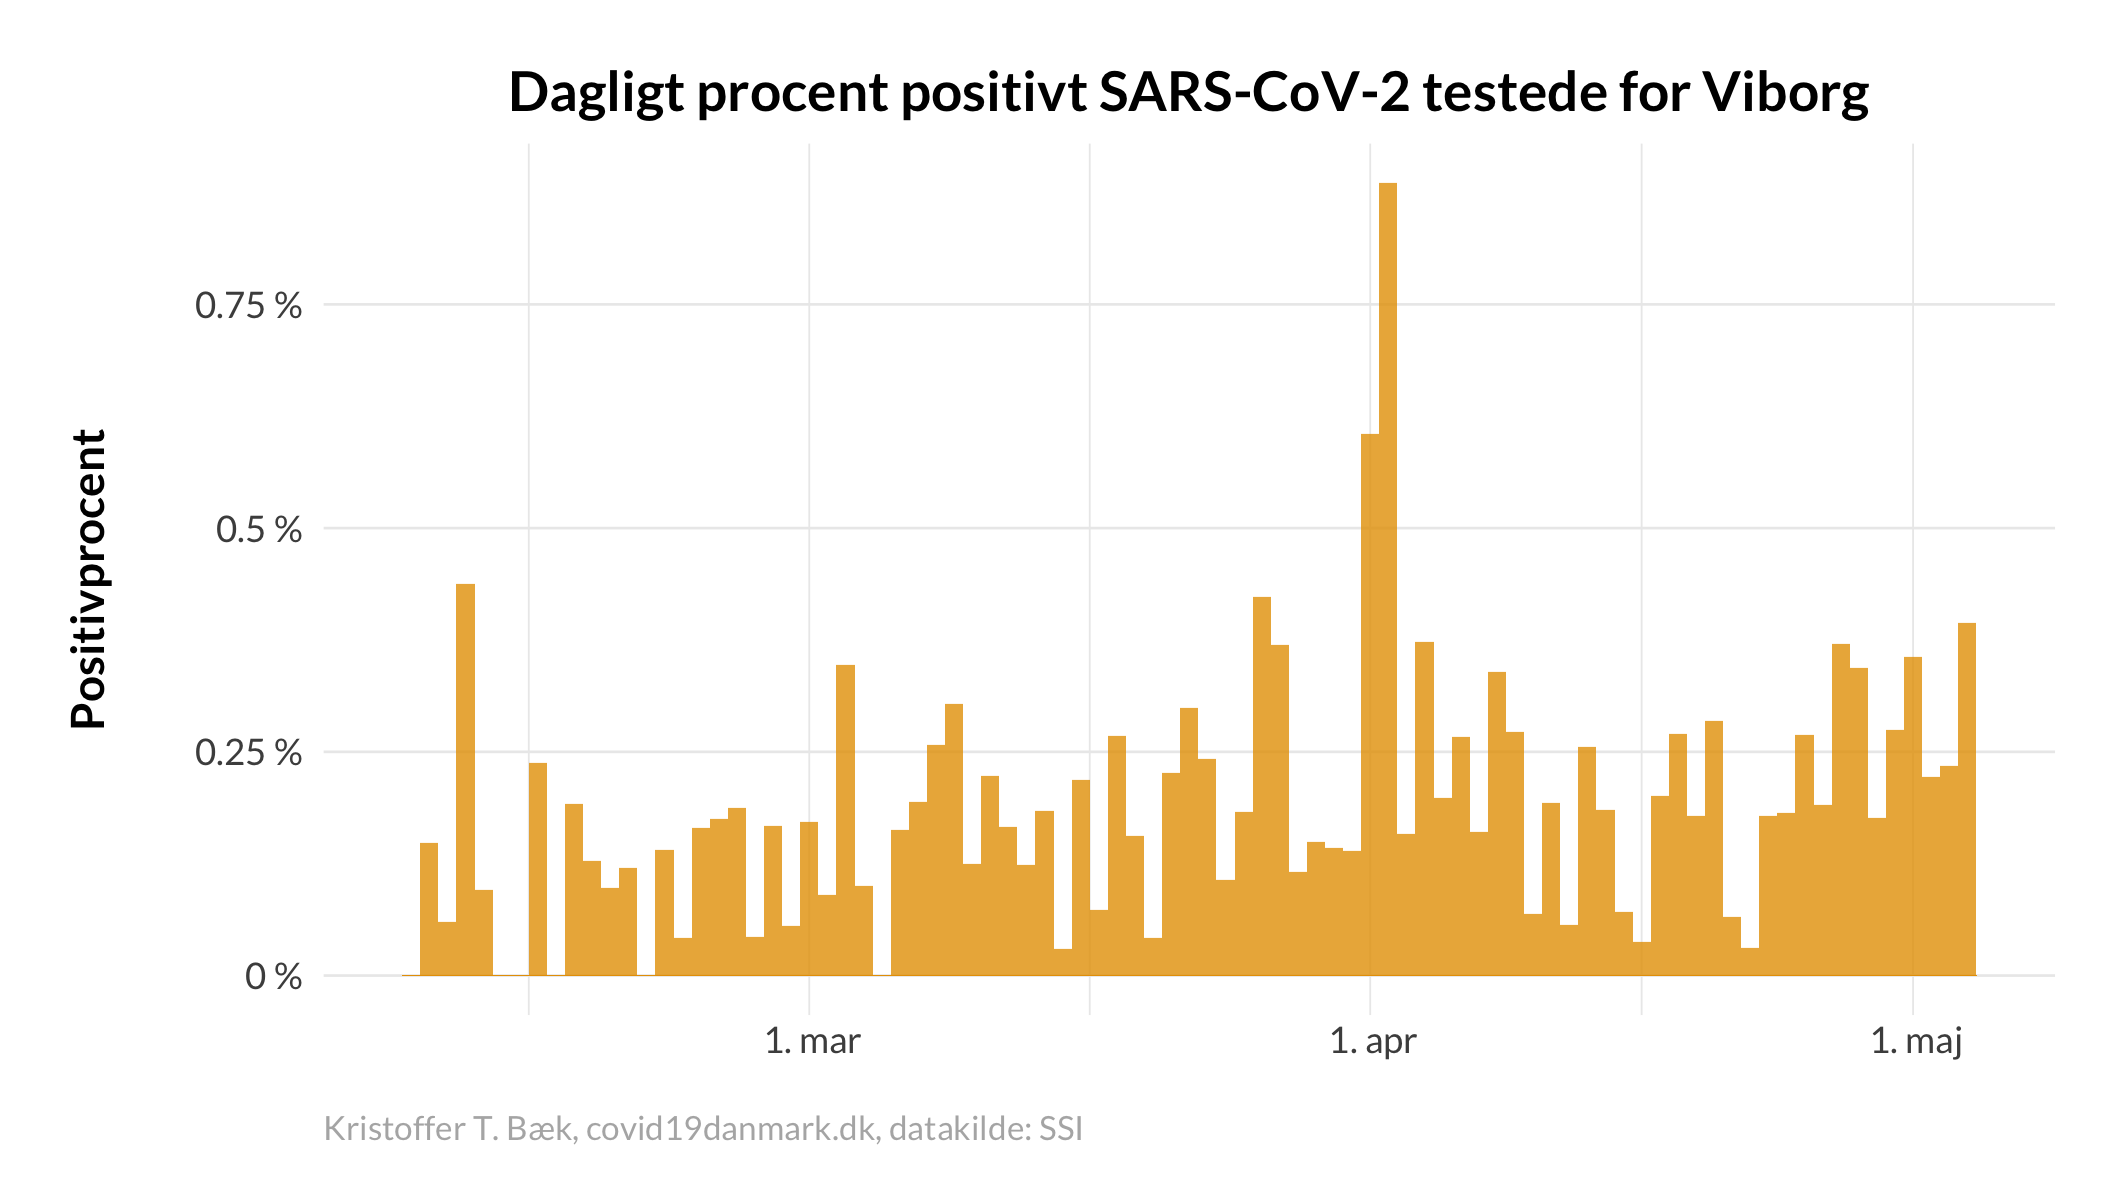 Dagligt procent positivt SARS-CoV-2 testede for Viborg
Positivprocent
0.75 %
0.5 %
0.25 %
0 %
1. mar
1. apr
1. maj
Kristoffer T. Bæk, covid19danmark.dk, datakilde: SSI